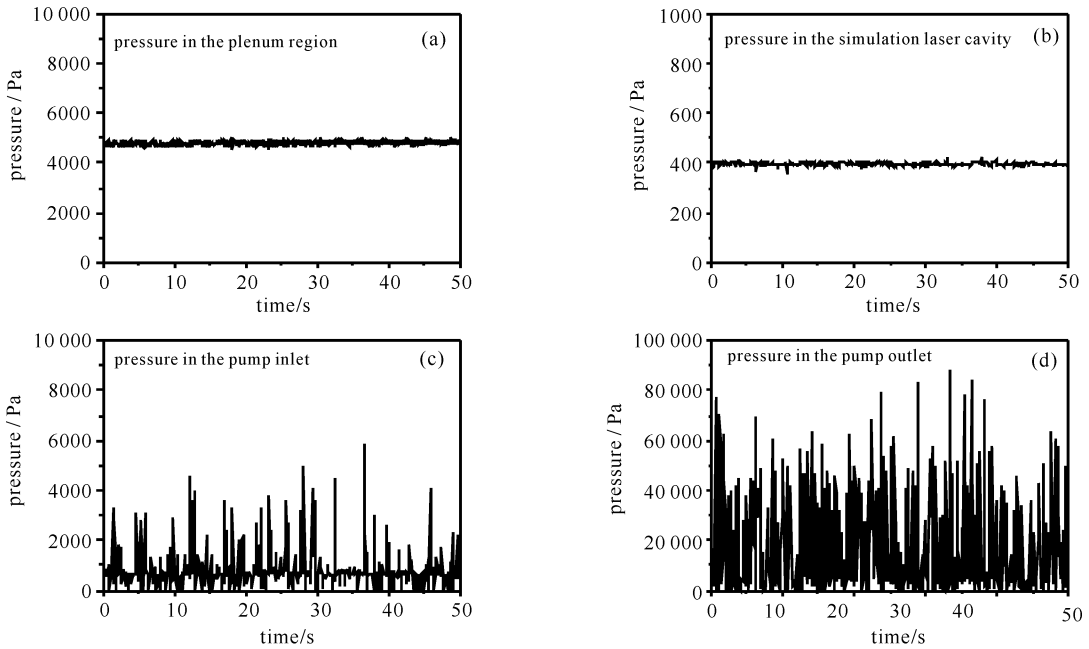 10 000
pressure in the plenum region
(a)
8000
6000
4000
2000
0
pressure / Pa
0 10 20 30 40 50
time/s
1000
pressure in the simulation laser cavity
(b)
800
600
400
200
0
pressure / Pa
0 10 20 30 40 50
time/s
10 000
pressure in the pump inlet
(c)
8000
6000
4000
2000
0
pressure / Pa
0 10 20 30 40 50
time/s
100 000
pressure in the pump outlet
(d)
80 000
60 000
40 000
20 000
0
pressure / Pa
0 10 20 30 40 50
time/s